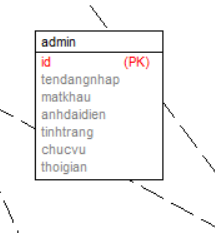 admin
id (PK)
tendangnhap
matkhau
anhdaidien
tinhtrang
chucvu
thoigian